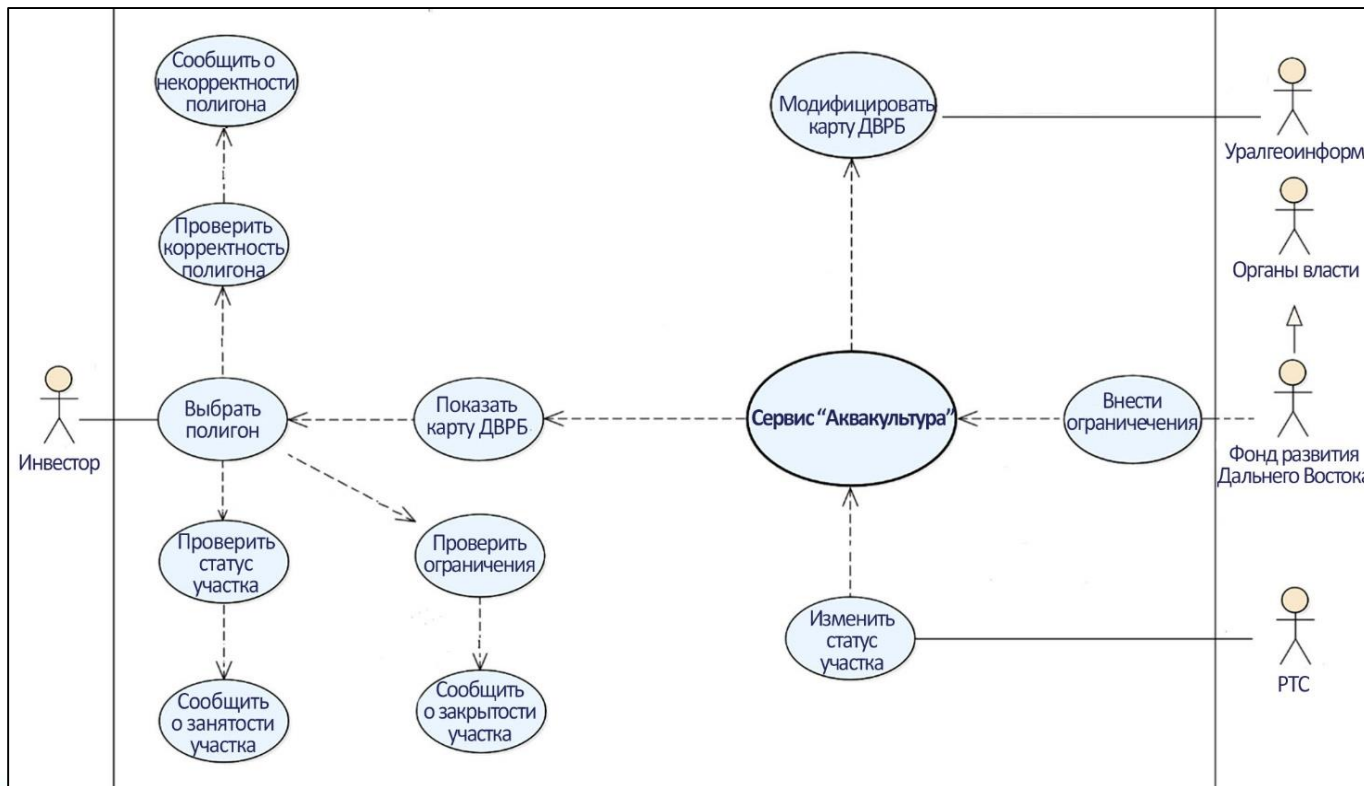 Сообщить о
некорректности
полигона
Модифицировать
карту ДВРБ
Уралгеоинформ
Проверить
корректность
полигона
Органы власти
Инвестор
Выбрать
полигон
Показать
карту ДВРБ
Сервис “Аквакультура”
Внести
ограничечения
Фонд развития
Дальнего Востока
Проверить
статус
участка
Проверить
ограничения
Изменить
статус
участка
РТС
Сообщить
о занятости
участка
Сообщить
о закрытости
участка